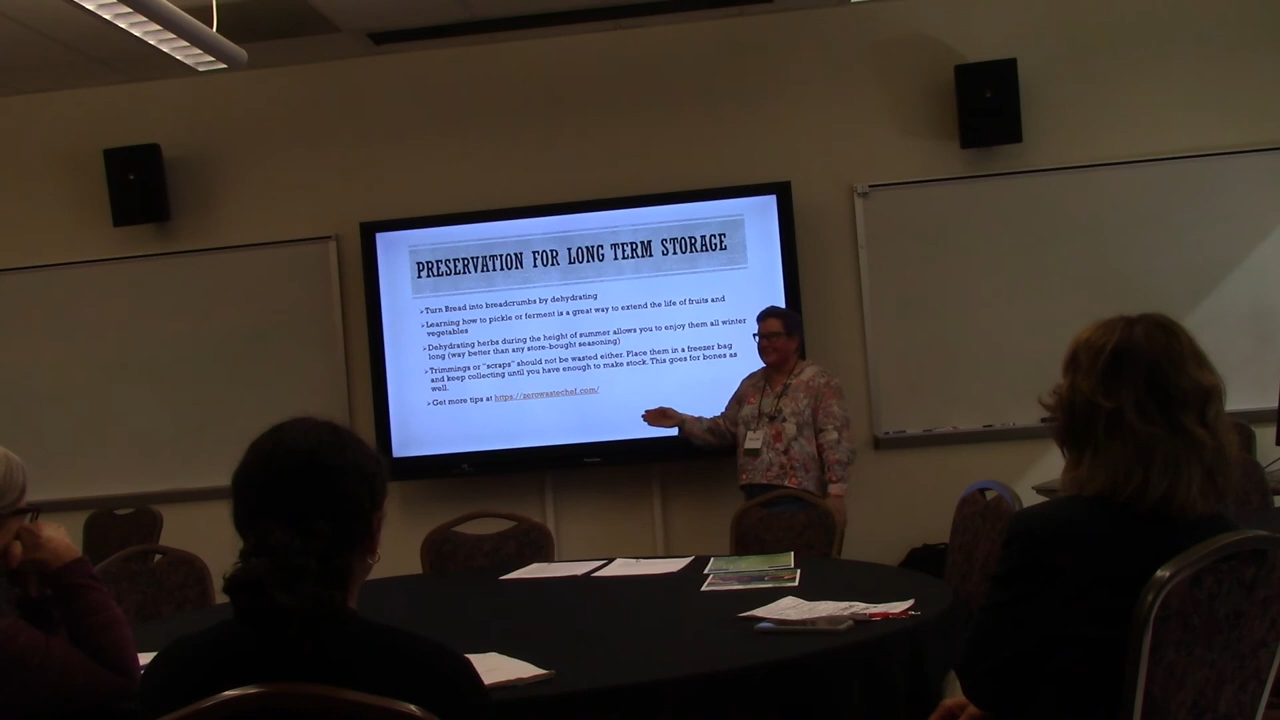 PRESERVATION FOR LONG TERM STORAGE
Turn Bread into breadcrumbs by dehydrating
Learning how to pickle or ferment is a great way to extend the life of fruits and
vegetables
Dehydrating herbs during the height of summer allows you to enjoy them all winter
long (way better than any store-bought seasoning)
Trimmings or "scraps" should not be wasted either. Place them in a freezer bag
and keep collecting until you have enough to make stock. This goes for bones as
well.
Get more tips at https://zerowastechef.com/